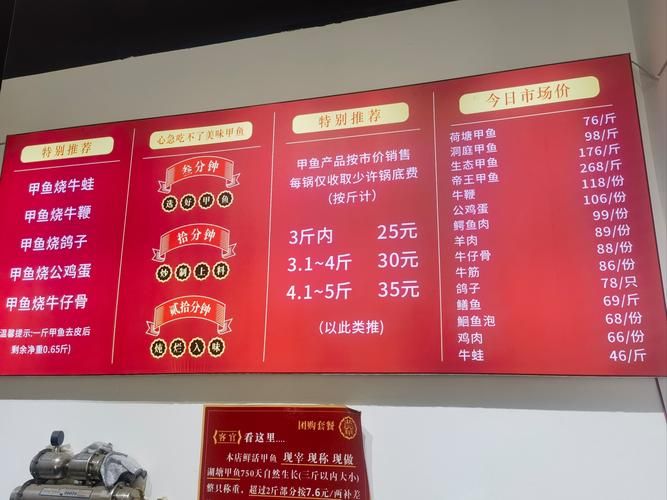 特别推荐
甲鱼烧牛蛙
甲鱼烧牛鞭
甲鱼烧鸽子
甲鱼烧公鸡蛋
甲鱼烧牛仔骨
温馨提示:一斤甲鱼去皮后
剩余净重0.65斤)
心急吃不了美味甲鱼
叁分钟
选好甲鱼
拾分钟
炒制上料
贰拾分钟
炖烂入味
特别推荐
甲鱼产品按市价销售
每锅仅收取少许锅底费
(按斤计)
3斤内 25元
3.1~4斤 30元
4.1~5斤 35元
(以此类推)
今日市场价
荷塘甲鱼 76/斤
洞庭甲鱼 98/斤
生态甲鱼 176/斤
帝王甲鱼 268/斤
牛鞭 118/份
公鸡蛋 106/份
鳄鱼肉 99/份
羊肉 89/份
牛仔骨 88/份
牛筋 86/份
鸽子 78/只
鳝鱼 69/斤
鮰鱼泡 68/份
鸡肉 66/份
牛蛙 46/斤
团购套餐
客官 看这里....
本店鲜活甲鱼 现宰 现称 现做
湖塘甲鱼750天自然生长(三斤以内大小)
整只称重,超过2斤部分按7.6元/两补差